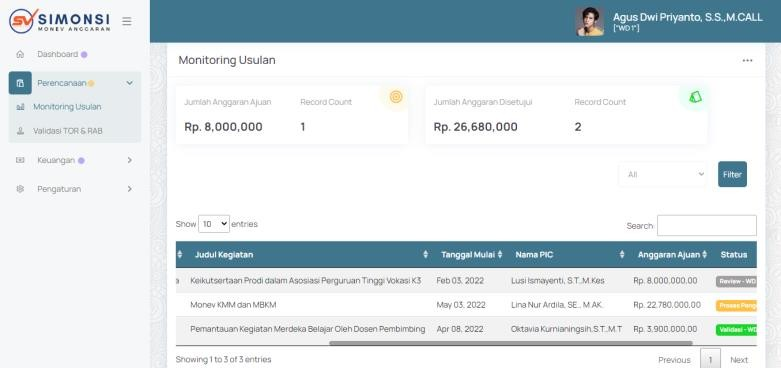 SV SIMONSI
MONEV ANGGARAN
Agus Dwi Priyanto, S.S.,M.CALL
["WD 1"]
Dashboard
Perencanaan
Monitoring Usulan
Validasi TOR & RAB
Keuangan
Pengaturan
Monitoring Usulan
Jumlah Anggaran Ajuan Record Count
Rp. 8,000,000 1
Jumlah Anggaran Disetujui Record Count
Rp. 26,680,000 2
All Filter
Show 10 entries
Search:
Judul Kegiatan Tanggal Mulai Nama PIC Anggaran Ajuan Status
a Keikutsertaan Prodi dalam Asosiasi Perguruan Tinggi Vokasi K3 Feb 03, 2022 Lusi Ismayenti, S.T.,M.Kes Rp. 8,000,000.00 Review - WD
Monev KMM dan MBKM May 03, 2022 Lina Nur Ardila, SE., M.AK. Rp. 22,780,000.00 Proses Peng
Pemantauan Kegiatan Merdeka Belajar Oleh Dosen Pembimbing Apr 08, 2022 Oktavia Kurnianingsih,S.T.,M.T Rp. 3,900,000.00 Validasi - WD
Showing 1 to 3 of 3 entries
Previous 1 Next